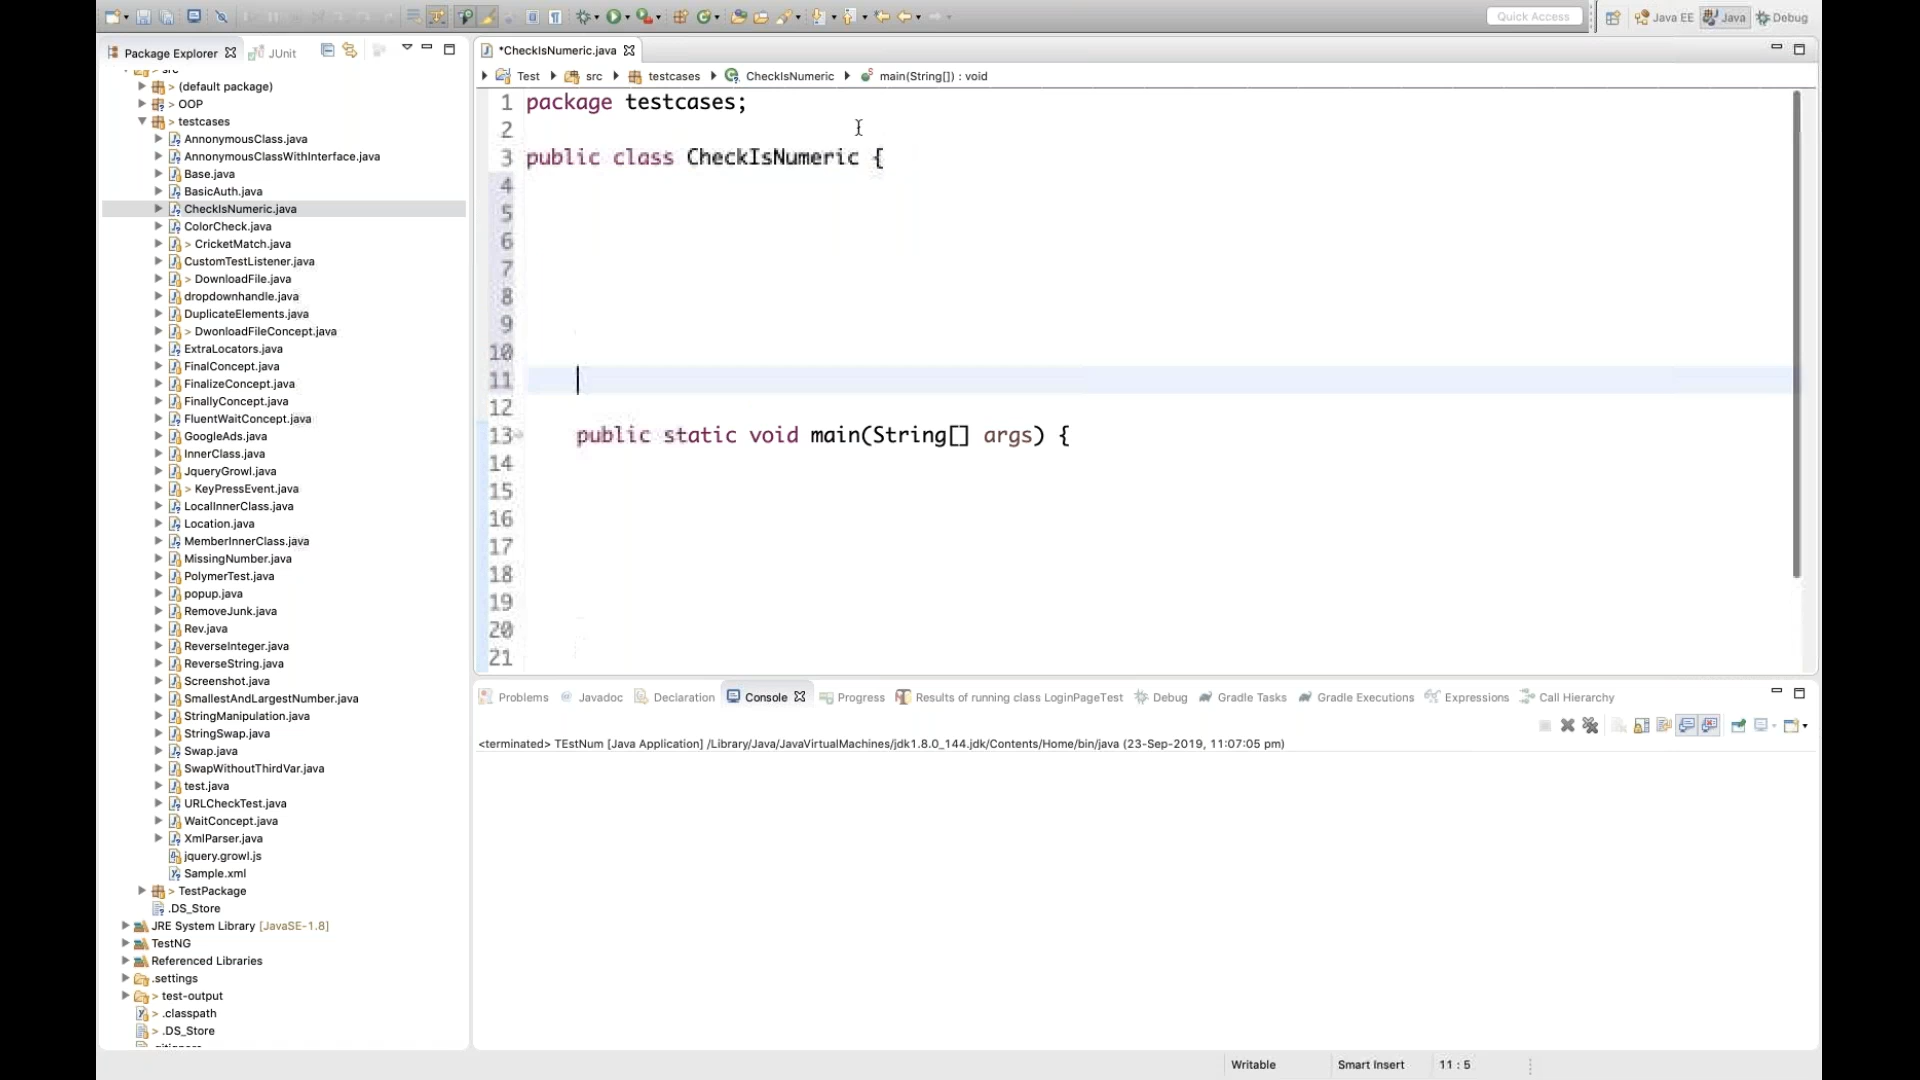 Quick Access
Java EE
Java
Debug
Package Explorer
JUnit
(default package)
> OOP
> testcases
AnnonymousClass.java
AnnonymousClassWithInterface.java
Base.java
BasicAuth.java
CheckIsNumeric.java
ColorCheck.java
> CricketMatch.java
CustomTestListener.java
> DownloadFile.java
dropdownhandle.java
DuplicateElements.java
> DwonloadFileConcept.java
ExtraLocators.java
FinalConcept.java
FinalizeConcept.java
FinallyConcept.java
FluentWaitConcept.java
GoogleAds.java
InnerClass.java
JqueryGrowl.java
> KeyPressEvent.java
LocalInnerClass.java
Location.java
MemberInnerClass.java
MissingNumber.java
PolymerTest.java
popup.java
RemoveJunk.java
Rev.java
ReverseInteger.java
ReverseString.java
Screenshot.java
SmallestAndLargestNumber.java
StringManipulation.java
StringSwap.java
Swap.java
SwapWithoutThirdVar.java
test.java
URLCheckTest.java
WaitConcept.java
XmlParser.java
jquery.growl.js
Sample.xml
> TestPackage
.DS_Store
JRE System Library [JavaSE-1.8]
TestNG
Referenced Libraries
.settings
> test-output
> .classpath
> .DS_Store
*CheckIsNumeric.java
Test
src
testcases
CheckIsNumeric
main(String[]) : void
1 package testcases;
2
3 public class CheckIsNumeric {
4
5
6
7
8
9
10
11
12
13 public static void main(String[] args) {
14
15
16
17
18
19
20
21
Problems
Javadoc
Declaration
Console
Progress
Results of running class LoginPageTest
Debug
Gradle Tasks
Gradle Executions
Expressions
Call Hierarchy
<terminated> TEstNum [Java Application] /Library/Java/JavaVirtualMachines/jdk1.8.0_144.jdk/Contents/Home/bin/java (23-Sep-2019, 11:07:05 pm)
Writable
Smart Insert
11 : 5